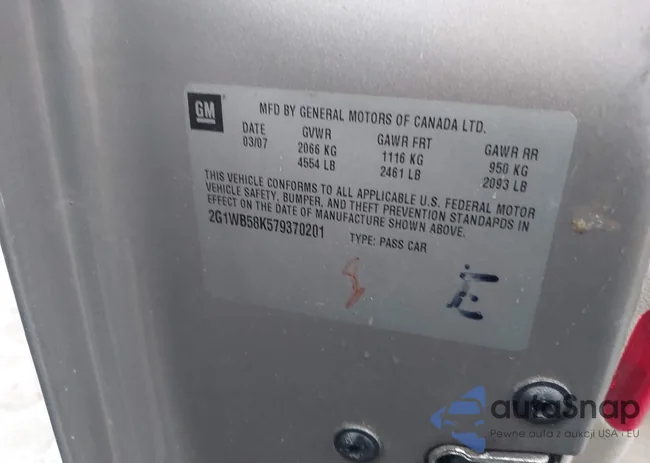 GM
MFD BY GENERAL MOTORS OF CANADA LTD.
DATE GVWR GAWR FRT GAWR RR
03/07 2066 KG 1116 KG 950 KG
4554 LB 2461 LB 2093 LB
THIS VEHICLE CONFORMS TO ALL APPLICABLE U.S. FEDERAL MOTOR
VEHICLE SAFETY, BUMPER, AND THEFT PREVENTION STANDARDS IN
EFFECT ON THE DATE OF MANUFACTURE SHOWN ABOVE.
2G1WB58K579370201 TYPE: PASS CAR
autaSnap
Pewne auta z aukcji USA i EU